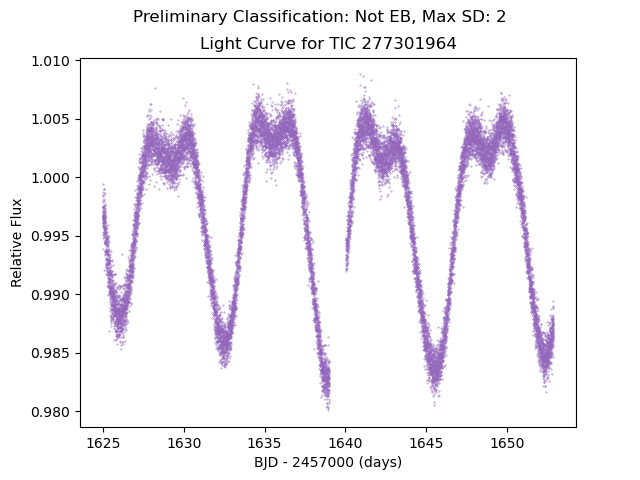 Preliminary Classification: Not EB, Max SD: 2
Light Curve for TIC 277301964
1.010
1.005
1.000
0.995
0.990
0.985
0.980
Relative Flux
1625 1630 1635 1640 1645 1650
BJD - 2457000 (days)